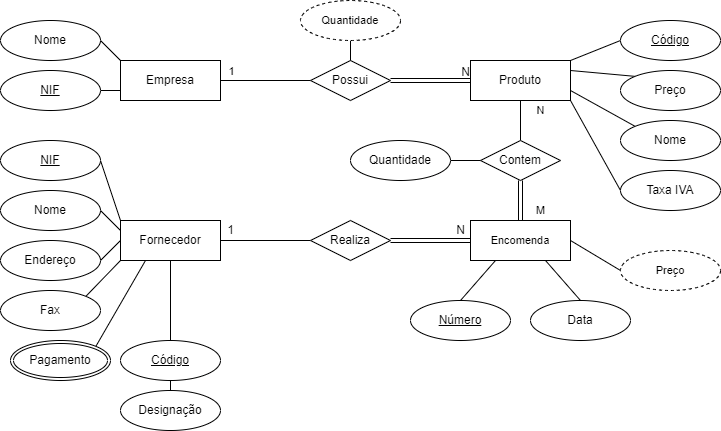 Quantidade
Nome
Código
Empresa
1
Possui
N
Produto
NIF
Preço
N
Nome
NIF
Quantidade
Contem
Taxa IVA
Nome
M
Fornecedor
1
Realiza
N
Encomenda
Endereço
Preço
Fax
Número
Data
Pagamento
Código
Designação